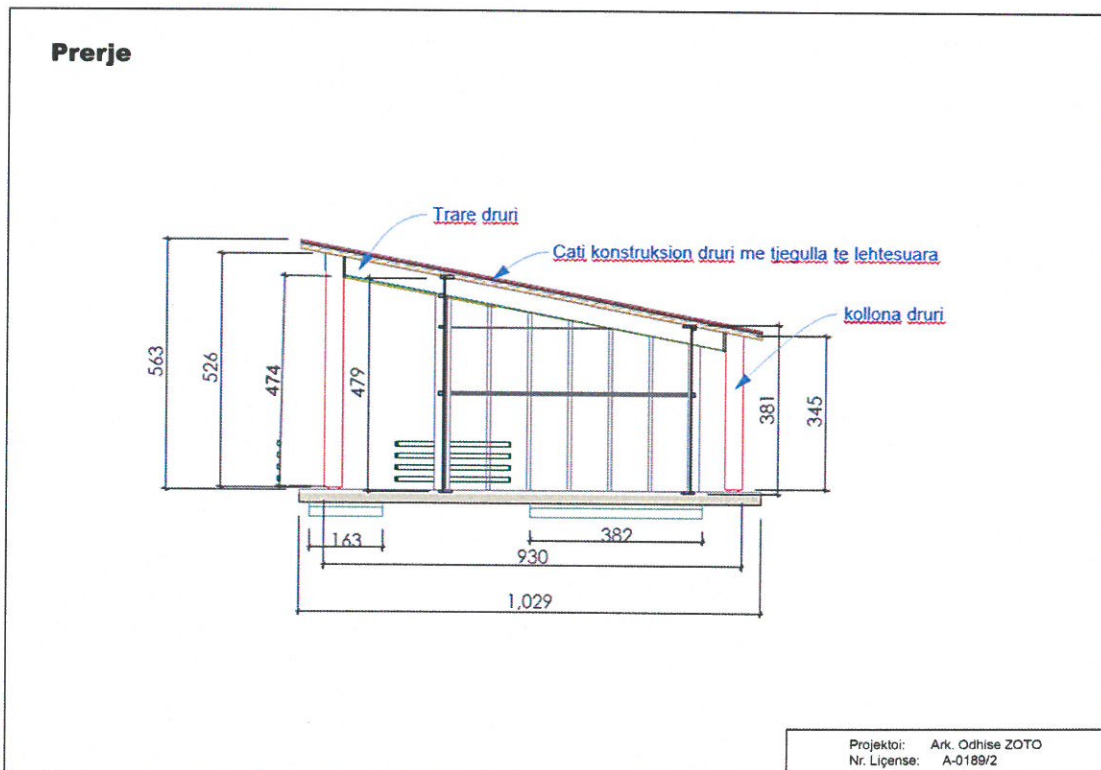 Prerje
Trare druri
Cati konstruksion druri me tjegulla te lehtesuara
kollona druri
563
526
474
479
381
345
163
382
930
1,029
Projektoi: Ark. Odhise ZOTO
Nr. Liçense: A-0189/2